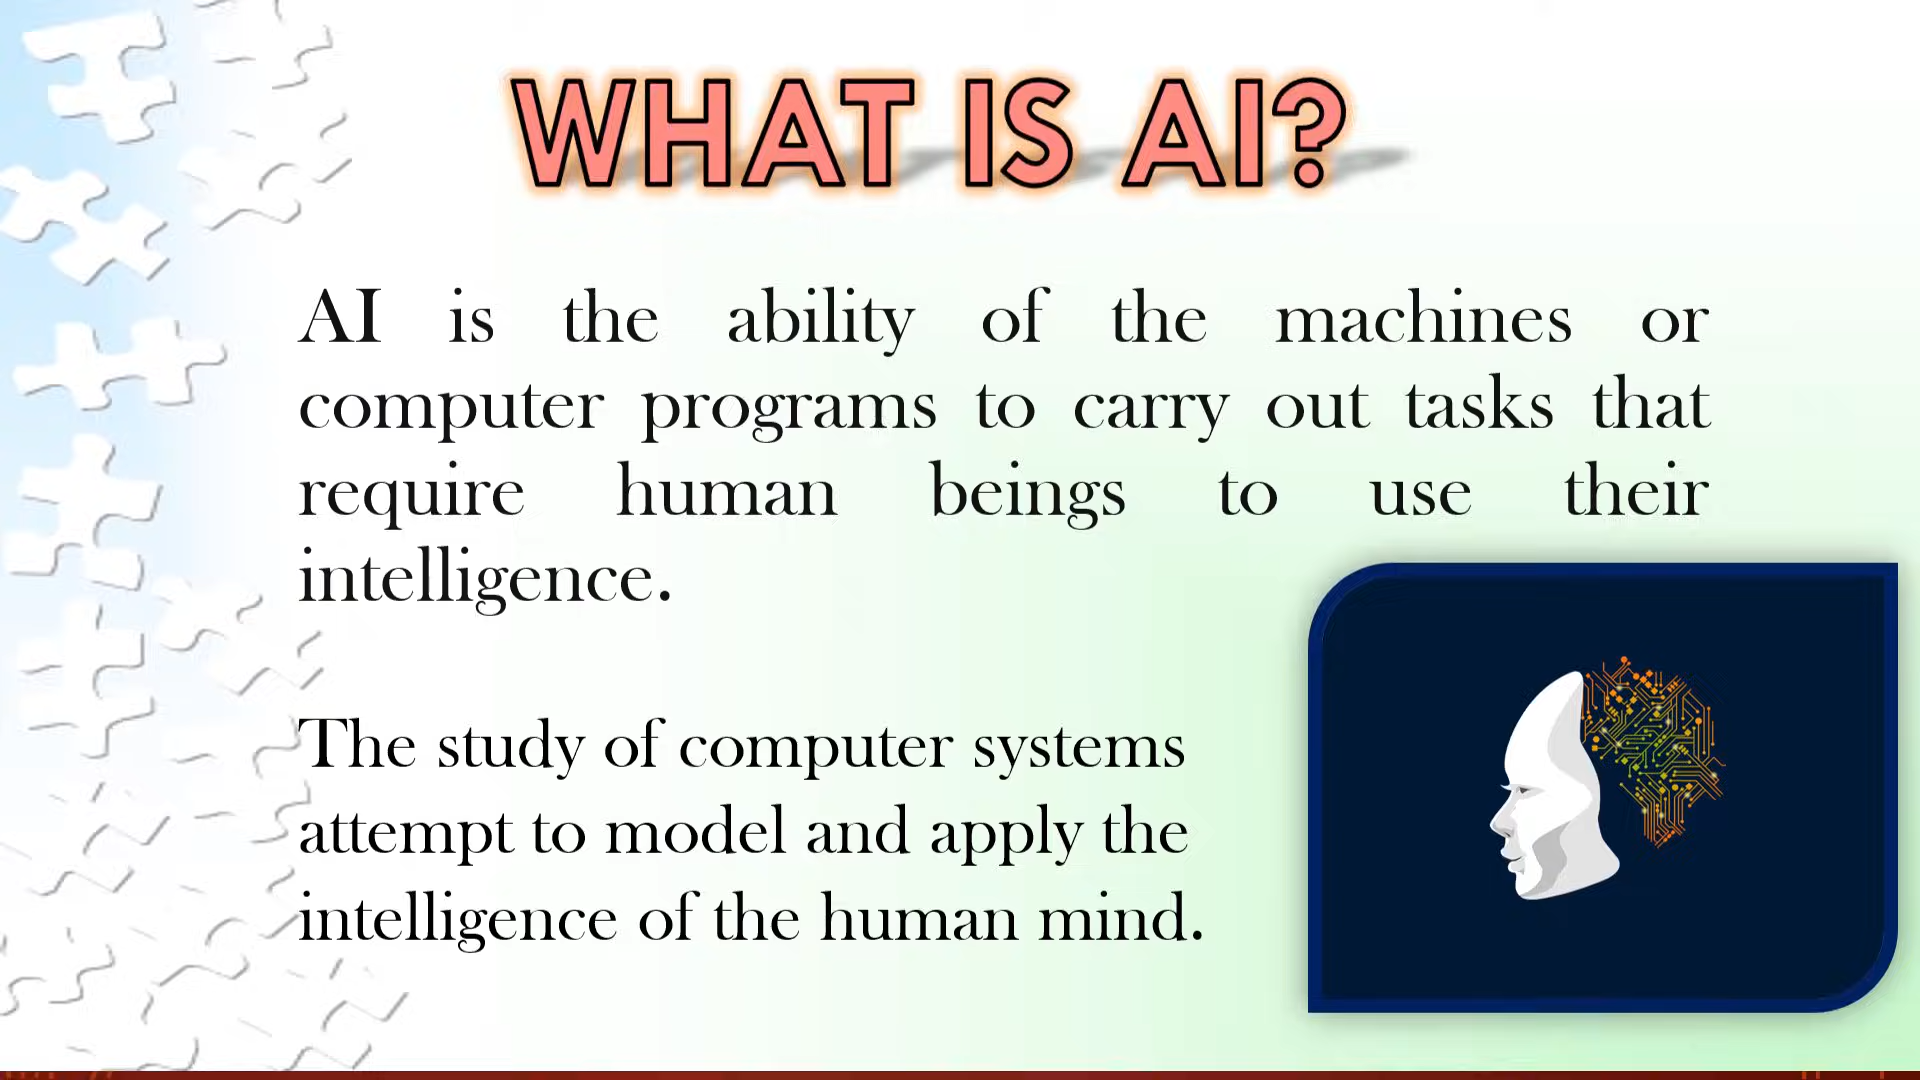 WHAT IS AI?
AI is the ability of the machines or
computer programs to carry out tasks that
require human beings to use their
intelligence.
The study of computer systems
attempt to model and apply the
intelligence of the human mind.